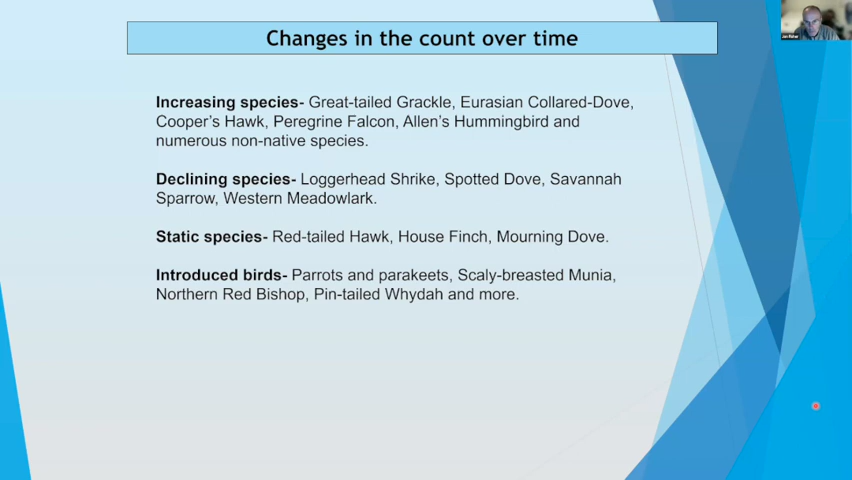 Changes in the count over time
Increasing species- Great-tailed Grackle, Eurasian Collared-Dove,
Cooper's Hawk, Peregrine Falcon, Allen's Hummingbird and
numerous non-native species.
Declining species- Loggerhead Shrike, Spotted Dove, Savannah
Sparrow, Western Meadowlark.
Static species- Red-tailed Hawk, House Finch, Mourning Dove.
Introduced birds- Parrots and parakeets, Scaly-breasted Munia,
Northern Red Bishop, Pin-tailed Whydah and more.